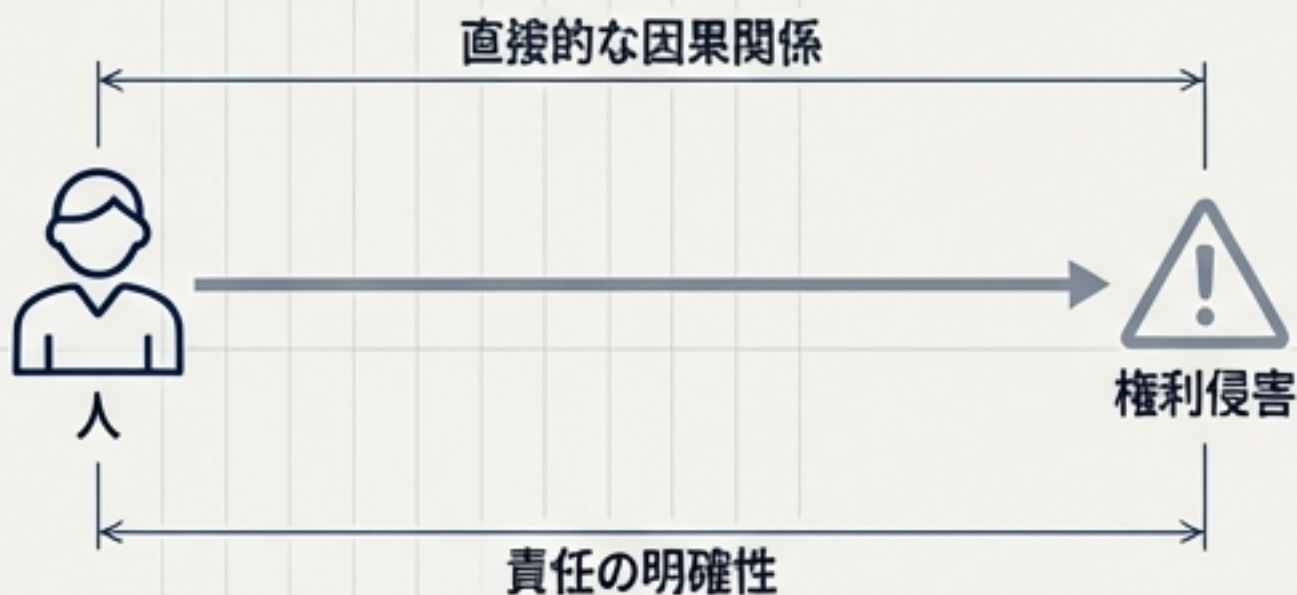 直接的な因果関係
人
権利侵害
責任の明確性